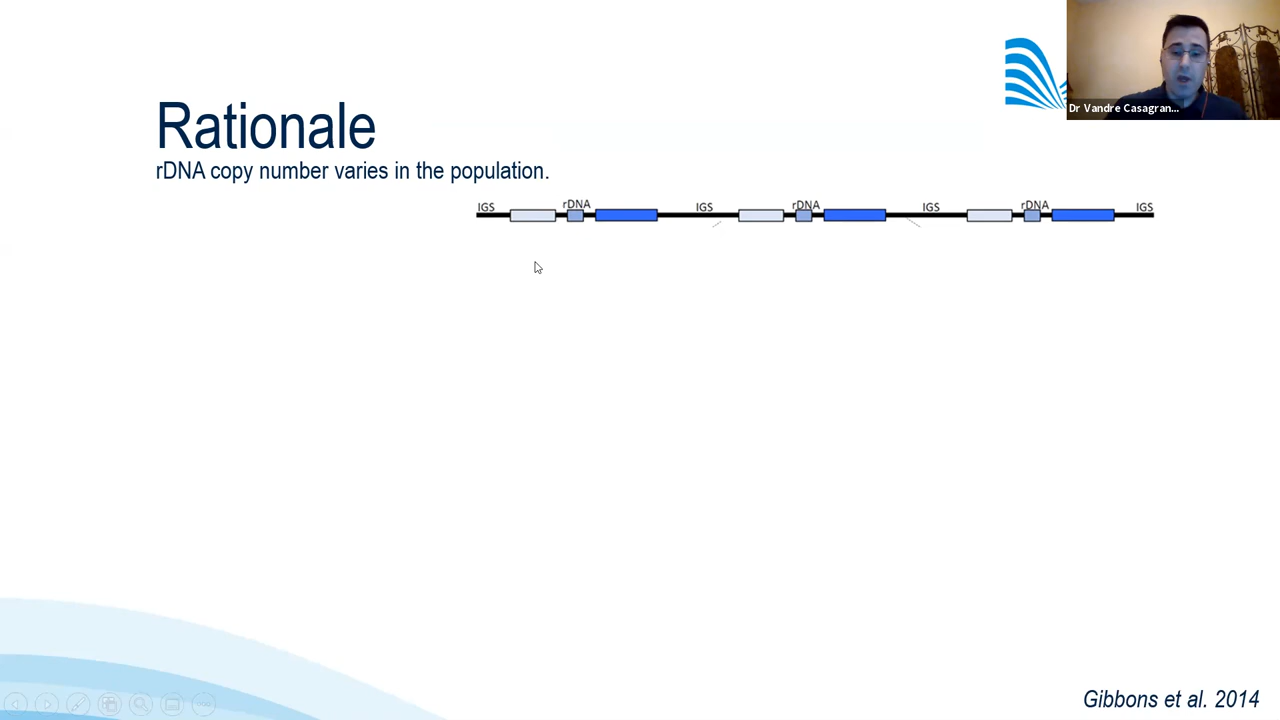 Dr Vandre Casagran...
Rationale
rDNA copy number varies in the population.
IGS rDNA IGS rDNA IGS rDNA IGS
Gibbons et al. 2014